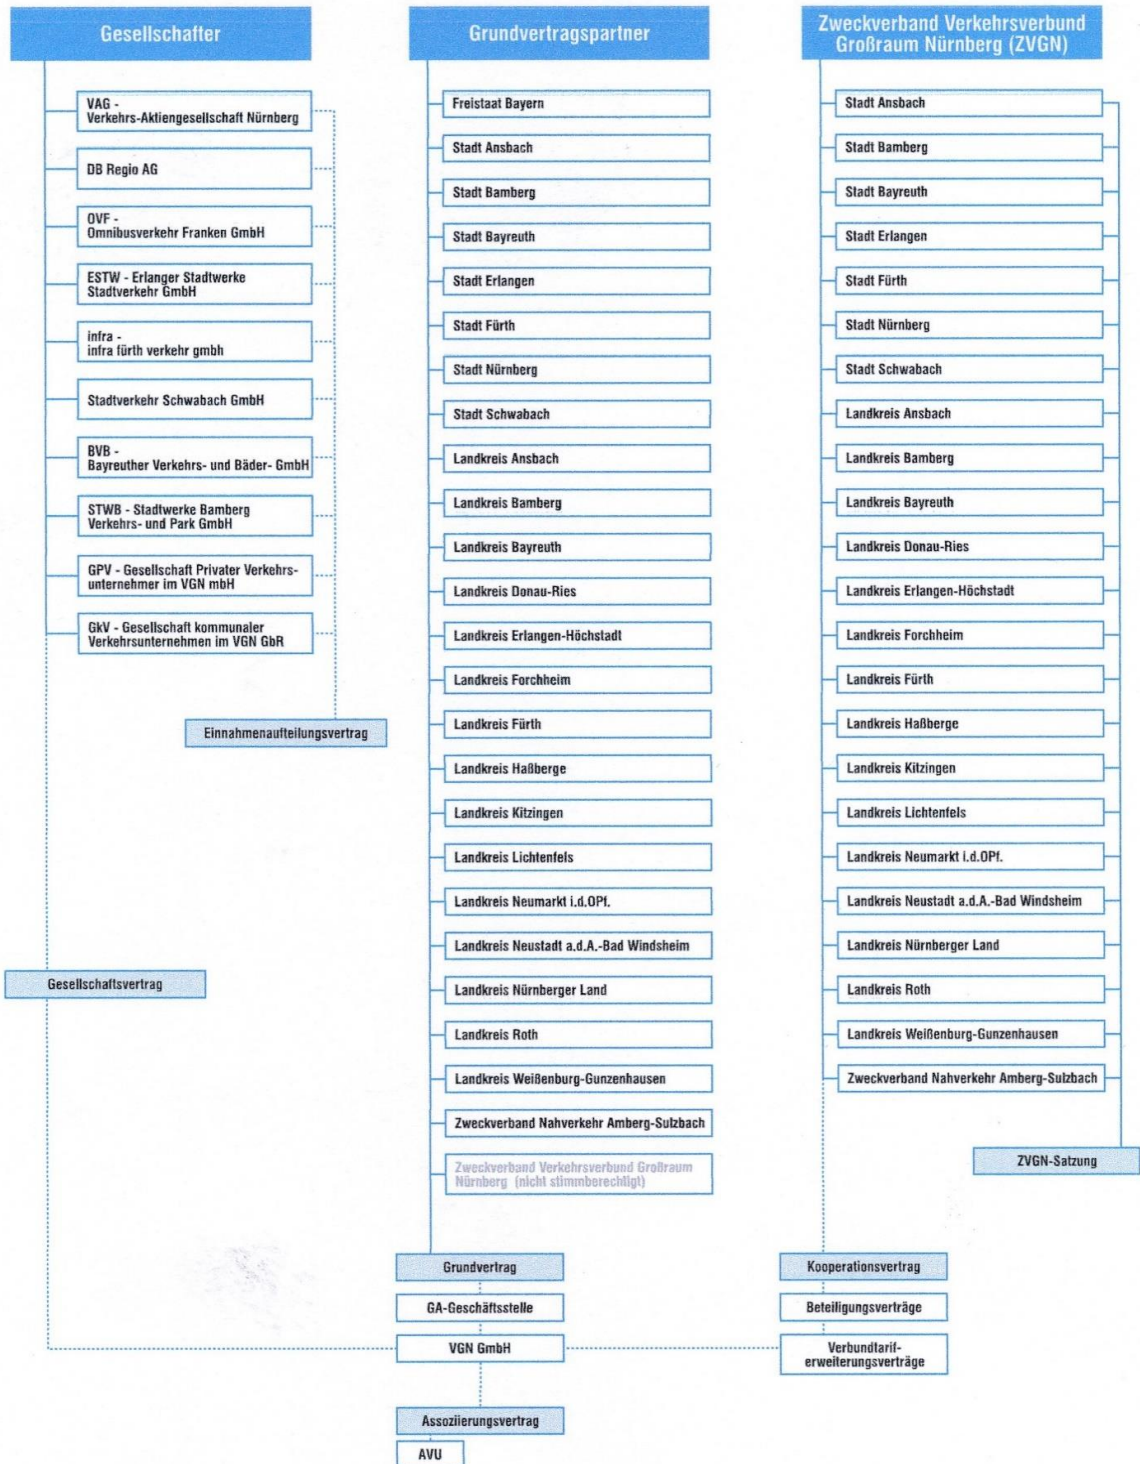 Gesellschafter
VAG -
Verkehrs-Aktiengesellschaft Nürnberg
DB Regio AG
OVF -
Omnibusverkehr Franken GmbH
ESTW - Erlanger Stadtwerke
Stadtverkehr GmbH
infra -
infra fürth verkehr gmbh
Stadtverkehr Schwabach GmbH
BVB -
Bayreuther Verkehrs- und Bäder- GmbH
STWB - Stadtwerke Bamberg
Verkehrs- und Park GmbH
GPV - Gesellschaft Privater Verkehrs-
unternehmer im VGN mbH
GkV - Gesellschaft kommunaler
Verkehrsunternehmen im VGN GbR
Einnahmenaufteilungsvertrag
Gesellschaftsvertrag
Grundvertragspartner
Freistaat Bayern
Stadt Ansbach
Stadt Bamberg
Stadt Bayreuth
Stadt Erlangen
Stadt Fürth
Stadt Nürnberg
Stadt Schwabach
Landkreis Ansbach
Landkreis Bamberg
Landkreis Bayreuth
Landkreis Donau-Ries
Landkreis Erlangen-Höchstadt
Landkreis Forchheim
Landkreis Fürth
Landkreis Haßberge
Landkreis Kitzingen
Landkreis Lichtenfels
Landkreis Neumarkt i.d.OPf.
Landkreis Neustadt a.d.A.-Bad Windsheim
Landkreis Nürnberger Land
Landkreis Roth
Landkreis Weißenburg-Gunzenhausen
Zweckverband Nahverkehr Amberg-Sulzbach
Zweckverband Verkehrsverbund Großraum
Nürnberg (nicht stimmberechtigt)
Grundvertrag
GA-Geschäftsstelle
VGN GmbH
Assoziierungsvertrag
AVU
Zweckverband Verkehrsverbund
Großraum Nürnberg (ZVGN)
Stadt Ansbach
Stadt Bamberg
Stadt Bayreuth
Stadt Erlangen
Stadt Fürth
Stadt Nürnberg
Stadt Schwabach
Landkreis Ansbach
Landkreis Bamberg
Landkreis Bayreuth
Landkreis Donau-Ries
Landkreis Erlangen-Höchstadt
Landkreis Forchheim
Landkreis Fürth
Landkreis Haßberge
Landkreis Kitzingen
Landkreis Lichtenfels
Landkreis Neumarkt i.d.OPf.
Landkreis Neustadt a.d.A.-Bad Windsheim
Landkreis Nürnberger Land
Landkreis Roth
Landkreis Weißenburg-Gunzenhausen
Zweckverband Nahverkehr Amberg-Sulzbach
ZVGN-Satzung
Kooperationsvertrag
Beteiligungsverträge
Verbundtarif-
erweiterungsverträge